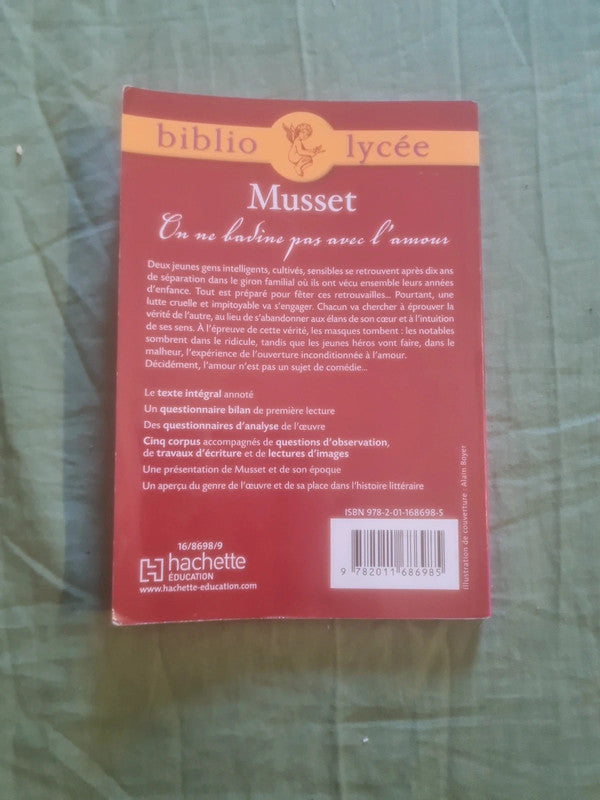 biblio lycée
Musset
On ne badine pas avec l'amour
Deux jeunes gens intelligents, cultivés, sensibles se retrouvent après dix ans
de séparation dans le giron familial où ils ont vécu ensemble leurs années
d'enfance. Tout est préparé pour fêter ces retrouvailles... Pourtant, une
lutte cruelle et impitoyable va s'engager. Chacun va chercher à éprouver la
vérité de l'autre, au lieu de s'abandonner aux élans de son cœur et à l'intuition
de ses sens. À l'épreuve de cette vérité, les masques tombent : les notables
sombrent dans le ridicule, tandis que les jeunes héros vont faire, dans le
malheur, l'expérience de l'ouverture inconditionnée à l'amour.
Décidément, l'amour n'est pas un sujet de comédie...
Le texte intégral annoté
Un questionnaire bilan de première lecture
Des questionnaires d'analyse de l'œuvre
Cinq corpus accompagnés de questions d'observation,
de travaux d'écriture et de lectures d'images
Une présentation de Musset et de son époque
Un aperçu du genre de l'œuvre et de sa place dans l'histoire littéraire
Illustration de couverture : Alain Boyer
ISBN 978-2-01-168698-5
9 782011 686985
16/8698/9
hachette
ÉDUCATION
www.hachette-education.com